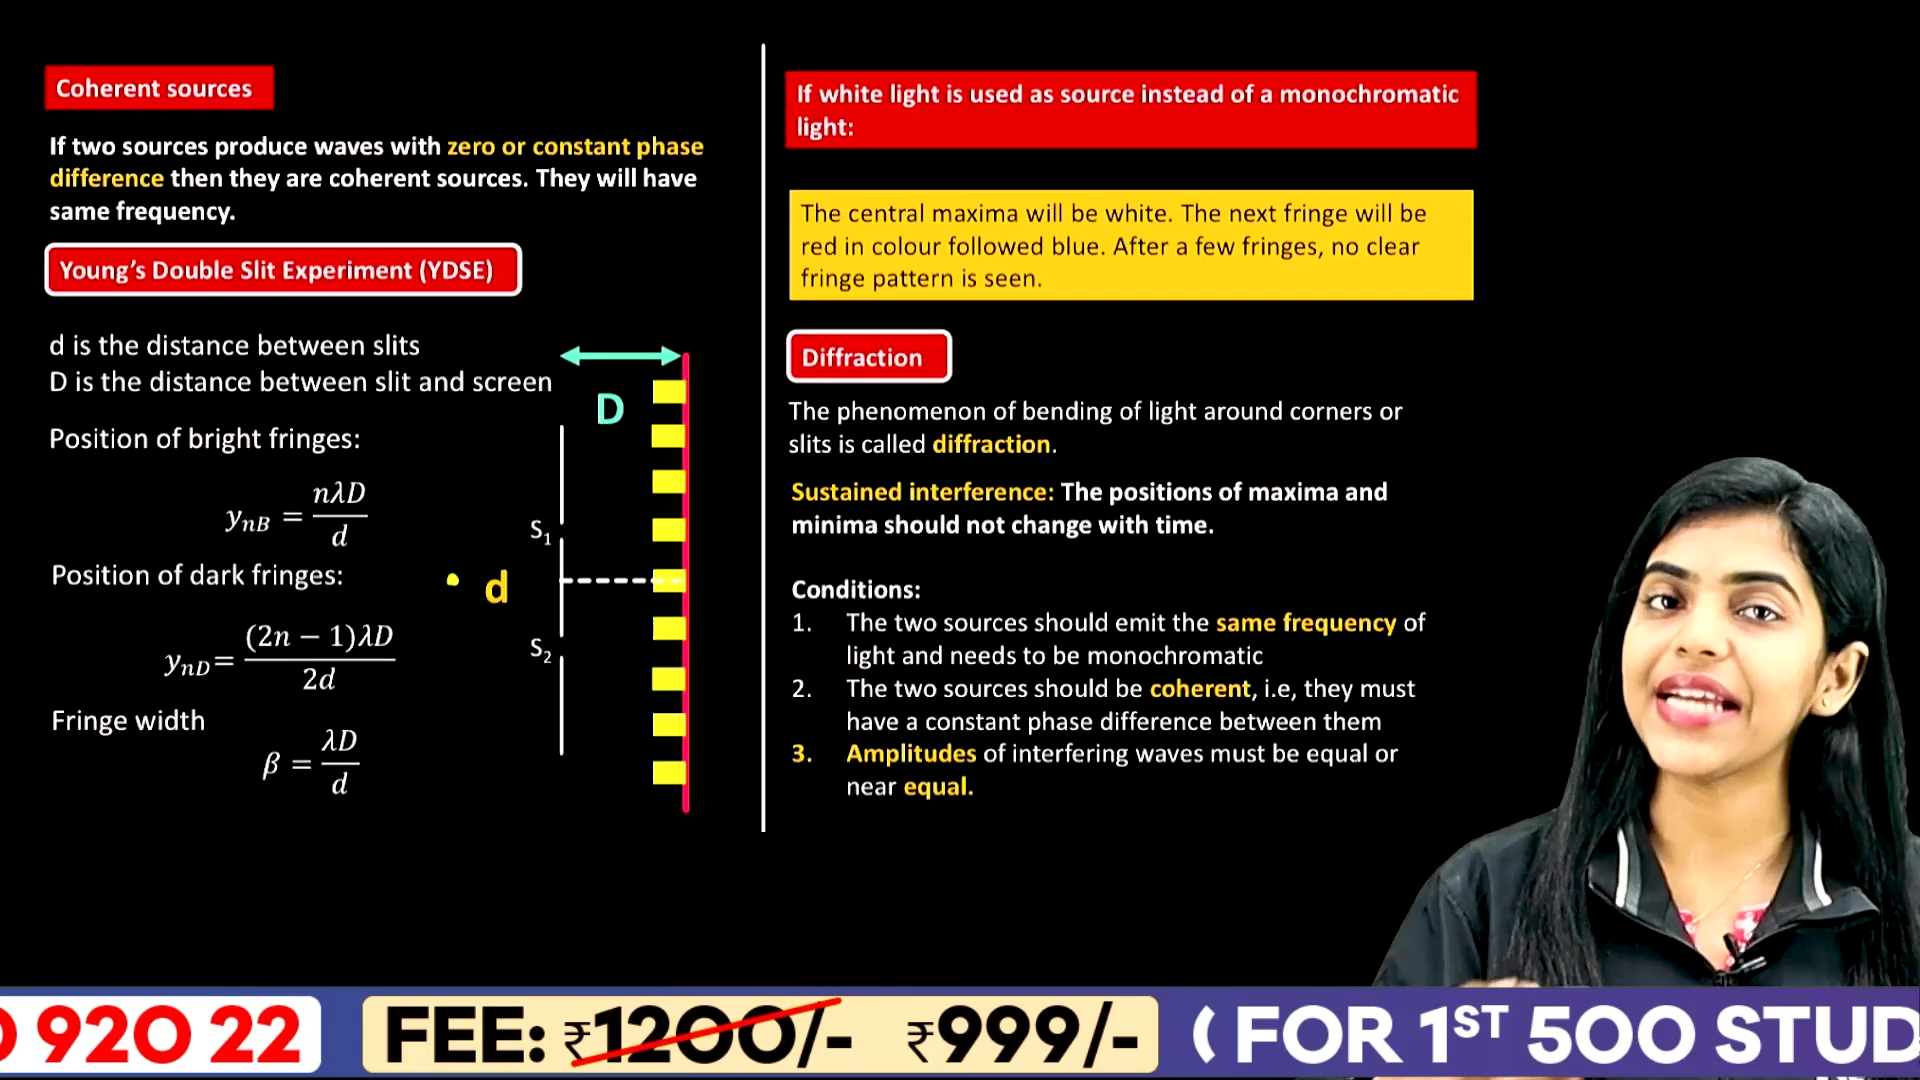 Coherent sources
If two sources produce waves with zero or constant phase
difference then they are coherent sources. They will have
same frequency.
Young's Double Slit Experiment (YDSE)
d is the distance between slits
D is the distance between slit and screen
D
Position of bright fringes:
y_{nB} = \frac{nλD}{d}
S₁
Position of dark fringes:
d
y_{nD} = \frac{(2n − 1)λD}{2d}
S₂
Fringe width
β = \frac{λD}{d}
If white light is used as source instead of a monochromatic
light:
The central maxima will be white. The next fringe will be
red in colour followed blue. After a few fringes, no clear
fringe pattern is seen.
Diffraction
The phenomenon of bending of light around corners or
slits is called diffraction.
Sustained interference: The positions of maxima and
minima should not change with time.
Conditions:
1. The two sources should emit the same frequency of
light and needs to be monochromatic
2. The two sources should be coherent, i.e, they must
have a constant phase difference between them
3. Amplitudes of interfering waves must be equal or
near equal.
920 22 FEE: ₹1200/- ₹999/- ( FOR 1ST 500 STUD